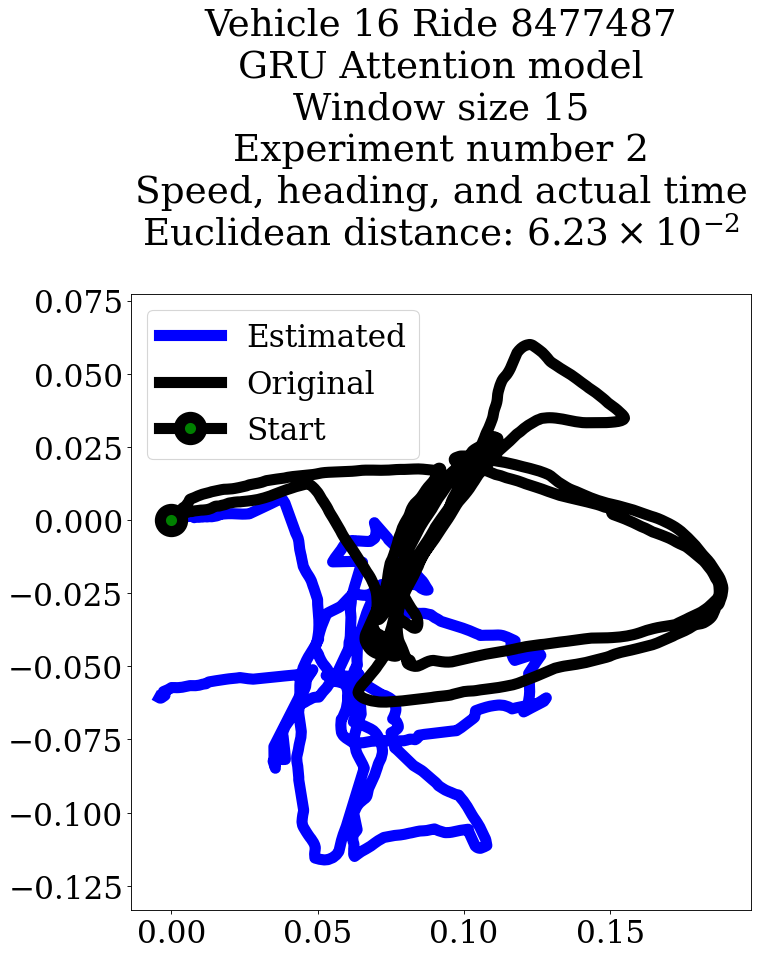 Vehicle 16 Ride 8477487
GRU Attention model
Window size 15
Experiment number 2
Speed, heading, and actual time
Euclidean distance: 6.23 × 10⁻²
0.075
0.050
0.025
0.000
−0.025
−0.050
−0.075
−0.100
−0.125
Estimated
Original
Start
0.00 0.05 0.10 0.15